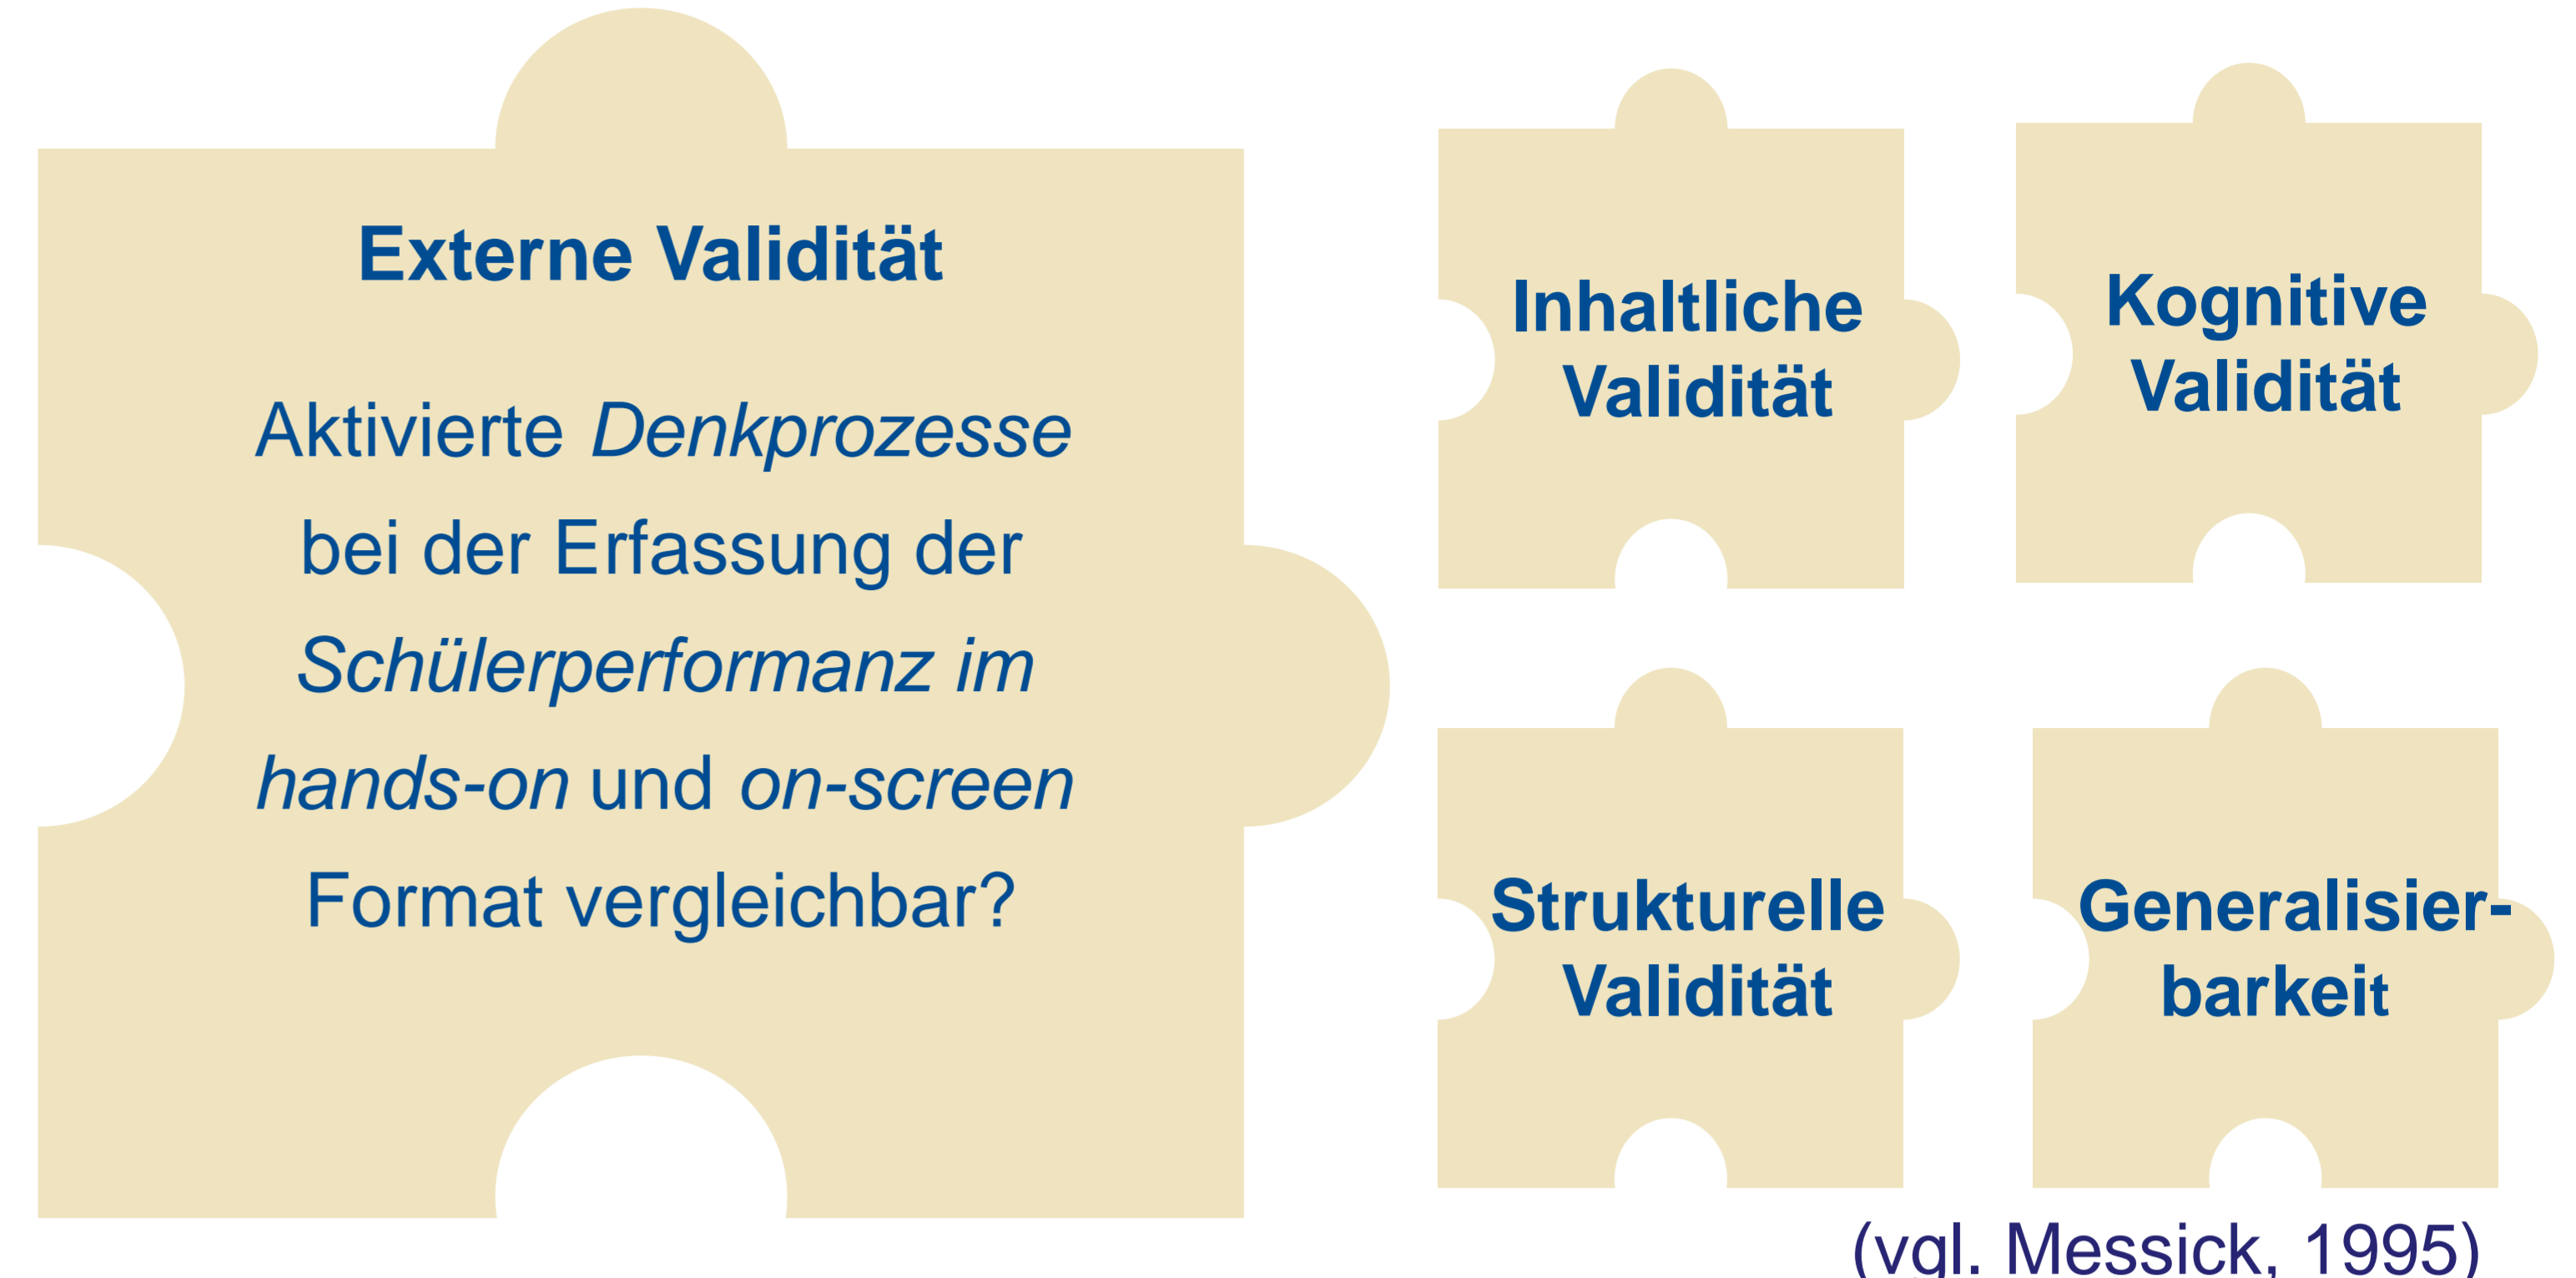 Externe Validität
Aktivierte Denkprozesse
bei der Erfassung der
Schülerperformanz im
hands-on und on-screen
Format vergleichbar?
Inhaltliche
Validität
Kognitive
Validität
Strukturelle
Validität
Generalisier-
barkeit
(vgl. Messick, 1995)